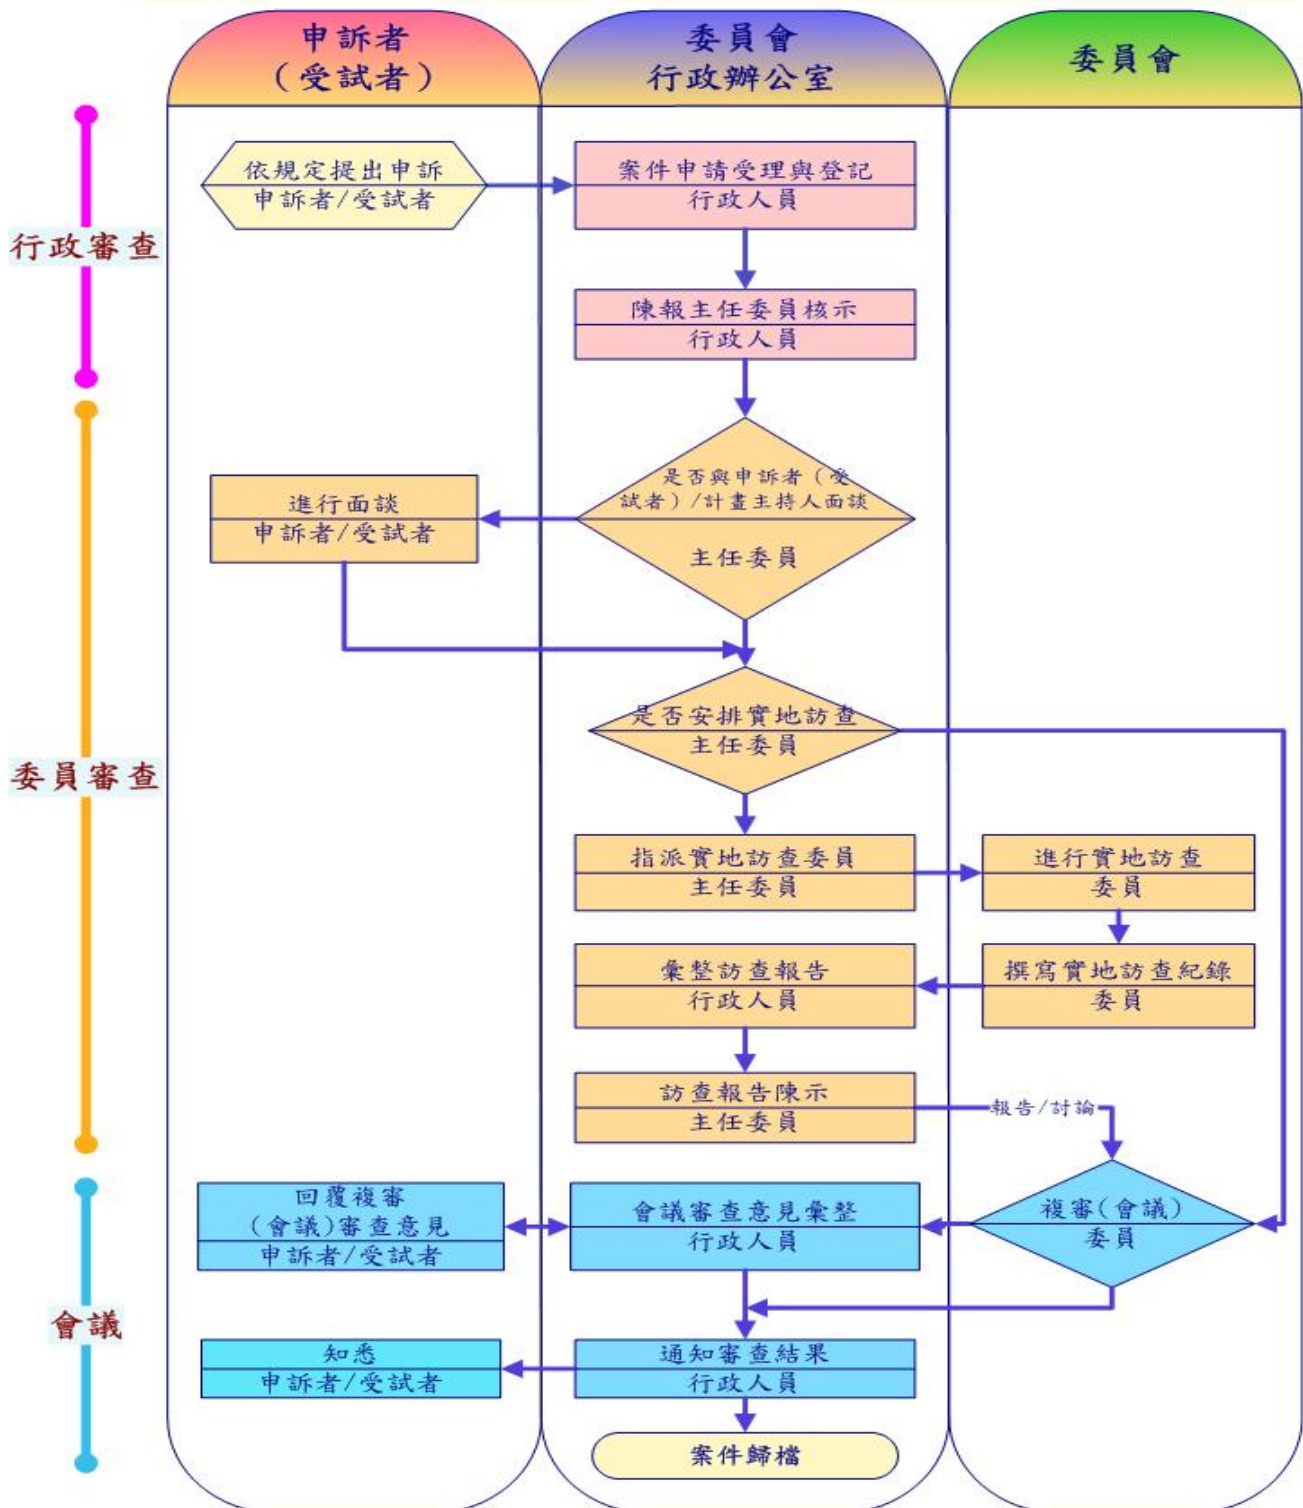 申訴者
（受試者）
委員會
行政辦公室
委員會
依規定提出申訴
申訴者/受試者
案件申請受理與登記
行政人員
行政審查
陳報主任委員核示
行政人員
是否與申訴者（受
試者）/計畫主持人面談
主任委員
進行面談
申訴者/受試者
是否安排實地訪查
主任委員
委員審查
指派實地訪查委員
主任委員
進行實地訪查
委員
彙整訪查報告
行政人員
撰寫實地訪查紀錄
委員
訪查報告陳示
主任委員
報告/討論
回覆複審
(會議)審查意見
申訴者/受試者
會議審查意見彙整
行政人員
複審(會議)
委員
會議
知悉
申訴者/受試者
通知審查結果
行政人員
案件歸檔